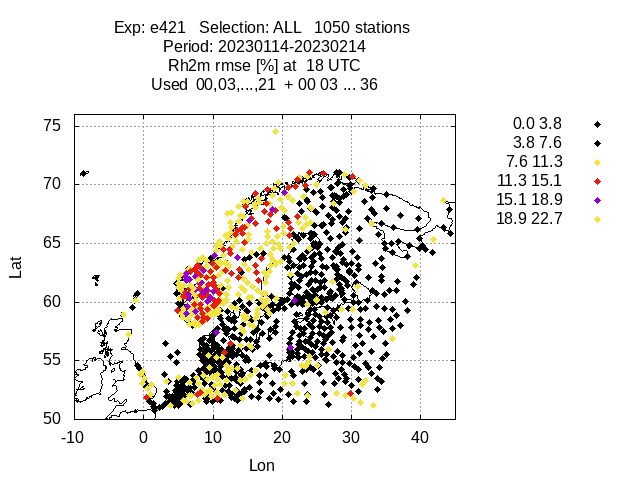 Exp: e421   Selection: ALL   1050 stations
Period: 20230114-20230214
Rh2m rmse [%] at  18 UTC
Used  00,03,...,21  + 00 03 ... 36
0.0 3.8
3.8 7.6
7.6 11.3
11.3 15.1
15.1 18.9
18.9 22.7
75
70
65
60
55
50
Lat
-10 0 10 20 30 40
Lon